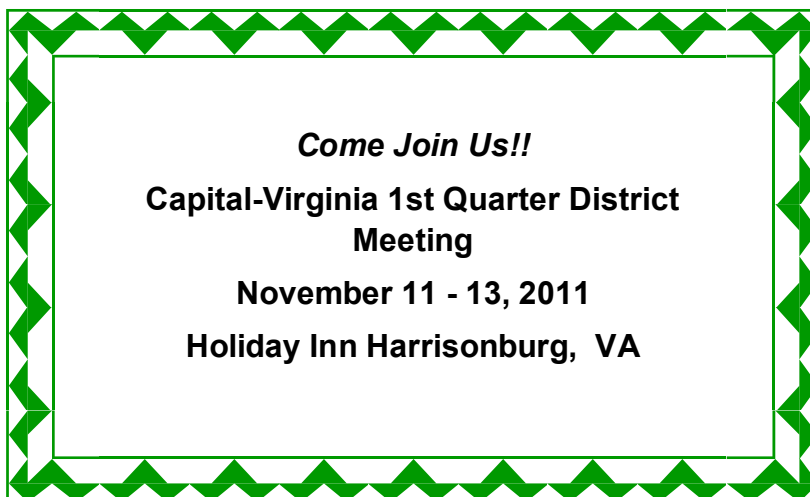 Come Join Us!!
Capital-Virginia 1st Quarter District
Meeting
November 11 - 13, 2011
Holiday Inn Harrisonburg,  VA